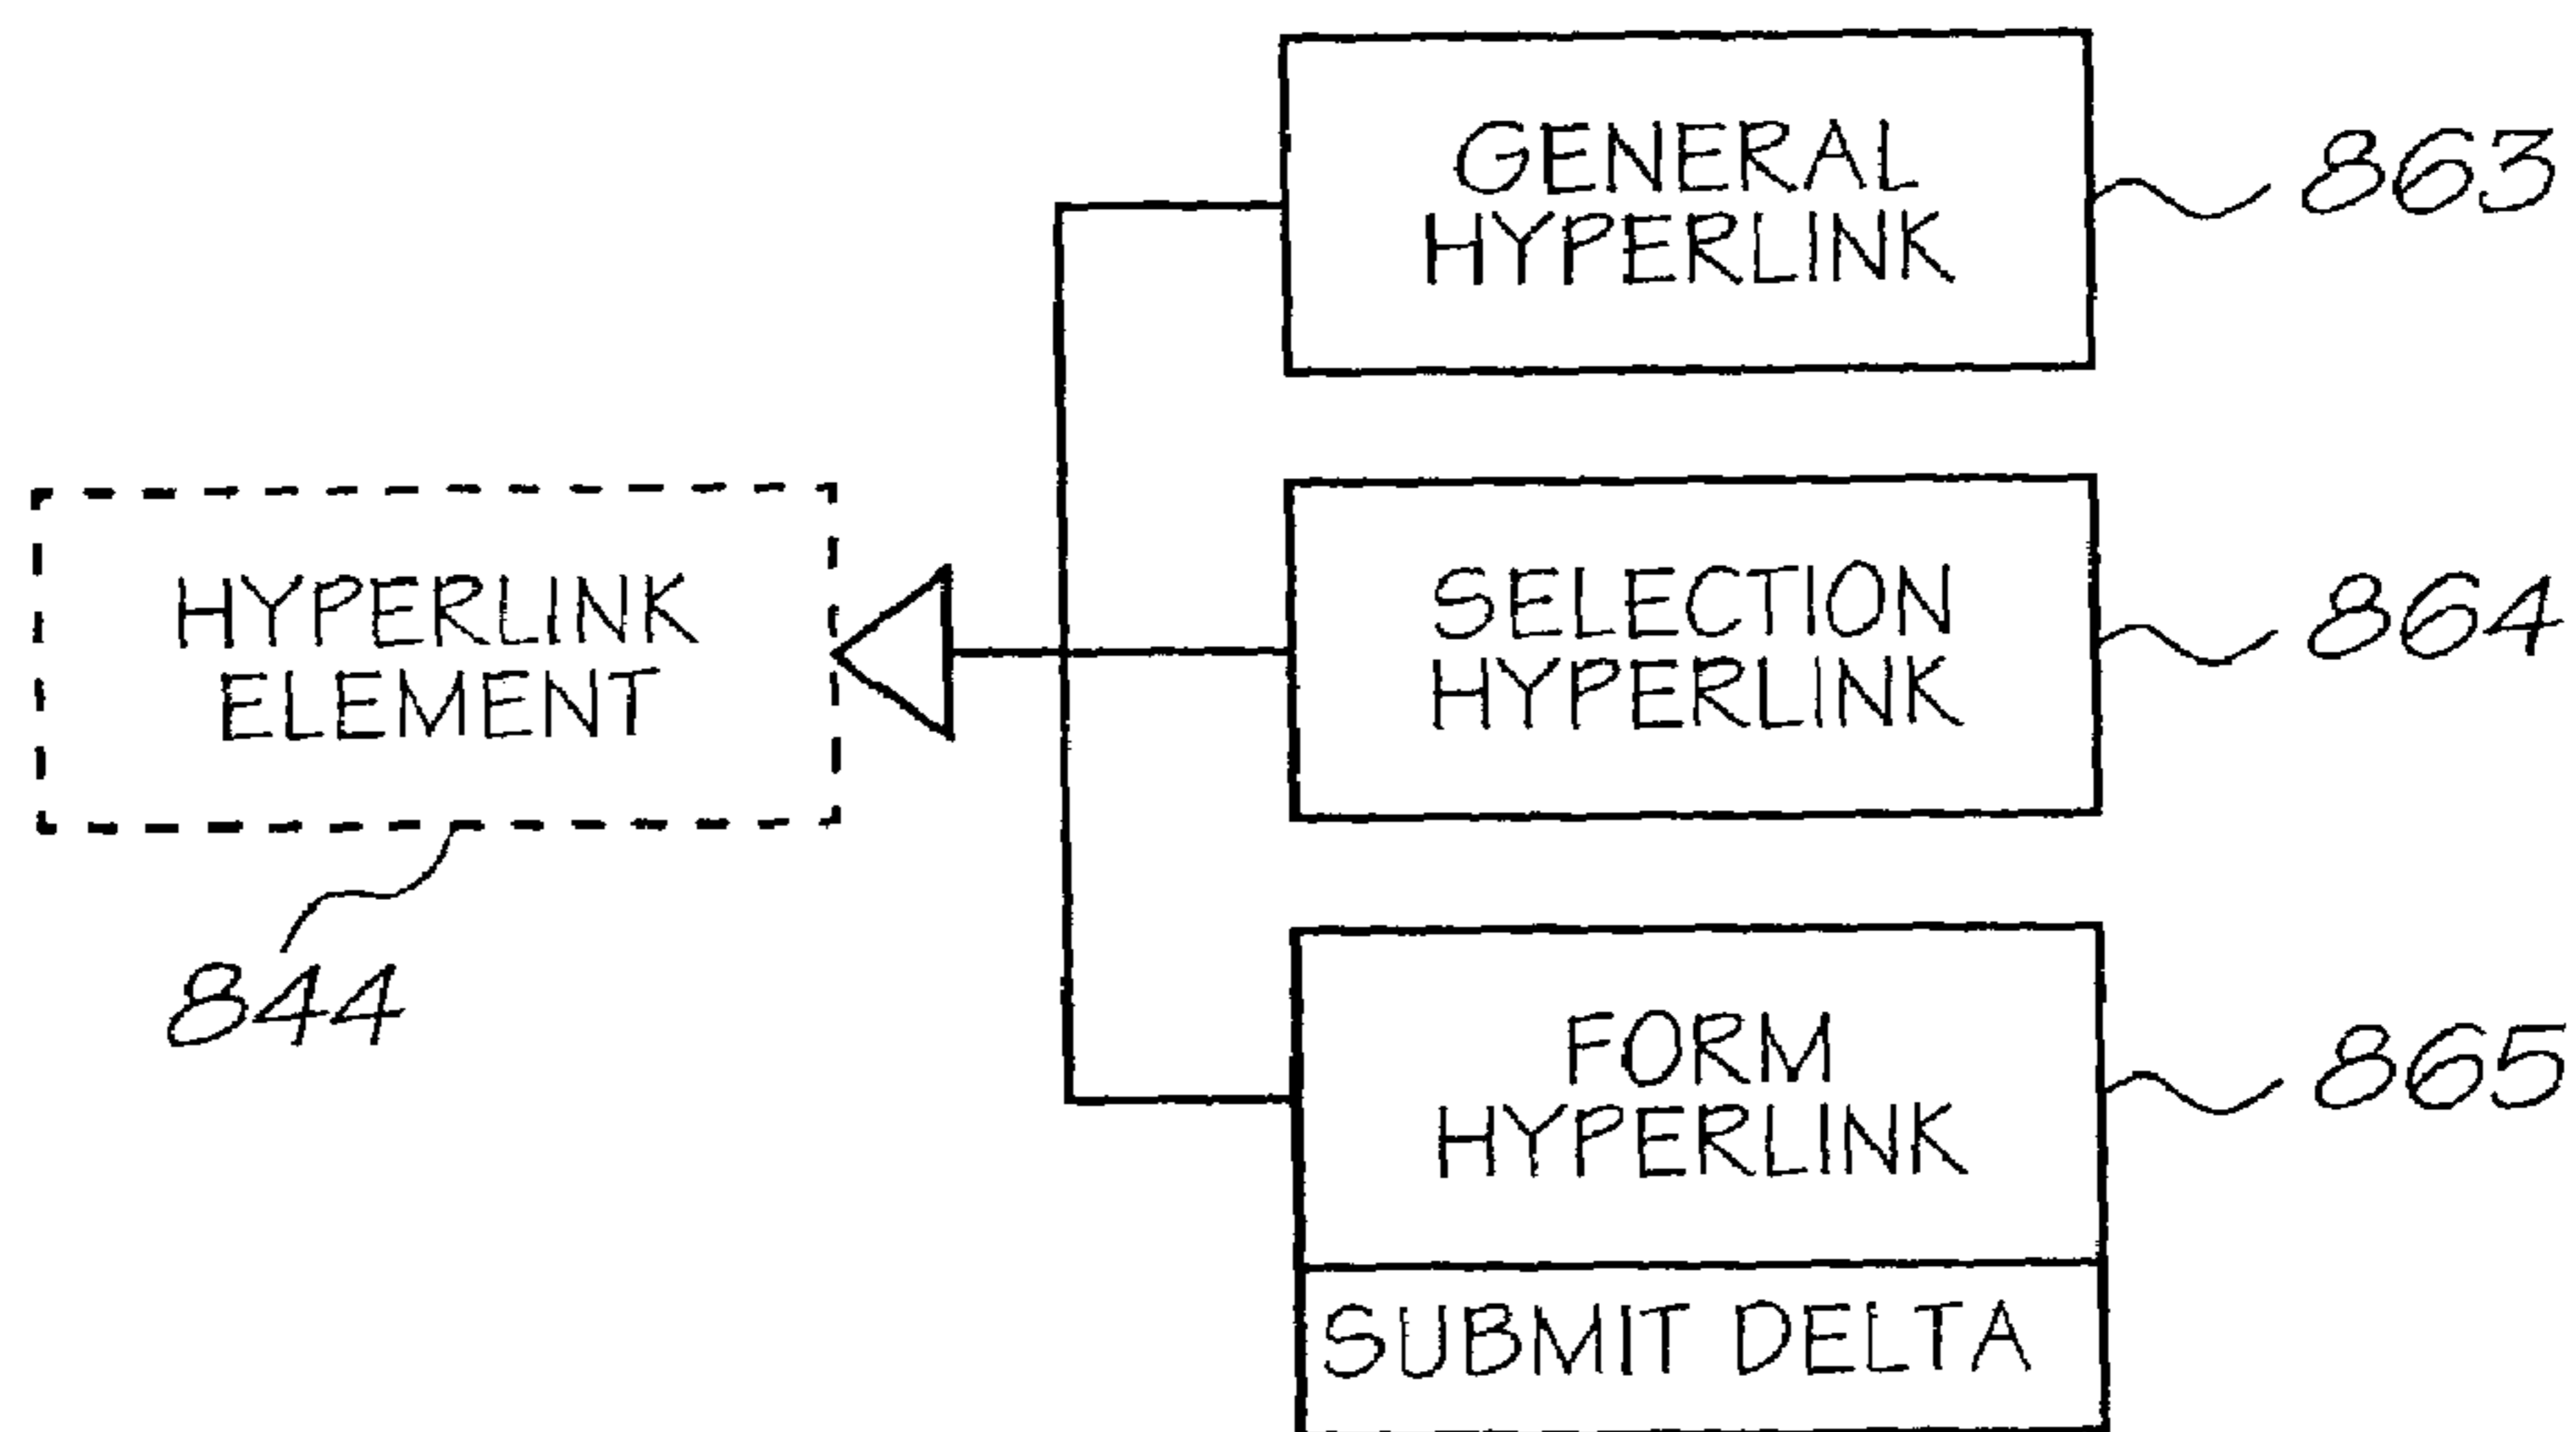 GENERAL
HYPERLINK
863
HYPERLINK
ELEMENT
844
SELECTION
HYPERLINK
864
FORM
HYPERLINK
865
SUBMIT DELTA